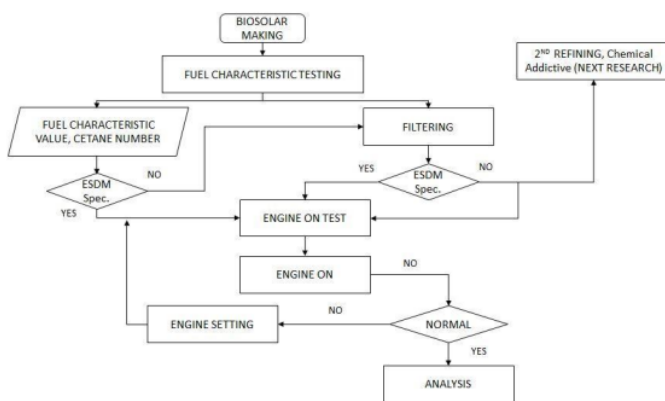 BIOSOLAR
MAKING
2ND REFINING, Chemical
Addictive (NEXT RESEARCH)
FUEL CHARACTERISTIC TESTING
FUEL CHARACTERISTIC
VALUE, CETANE NUMBER
FILTERING
NO
YES
NO
ESDM
Spec.
ESDM
Spec.
YES
ENGINE ON TEST
ENGINE ON
NO
NO
ENGINE SETTING
NORMAL
YES
ANALYSIS